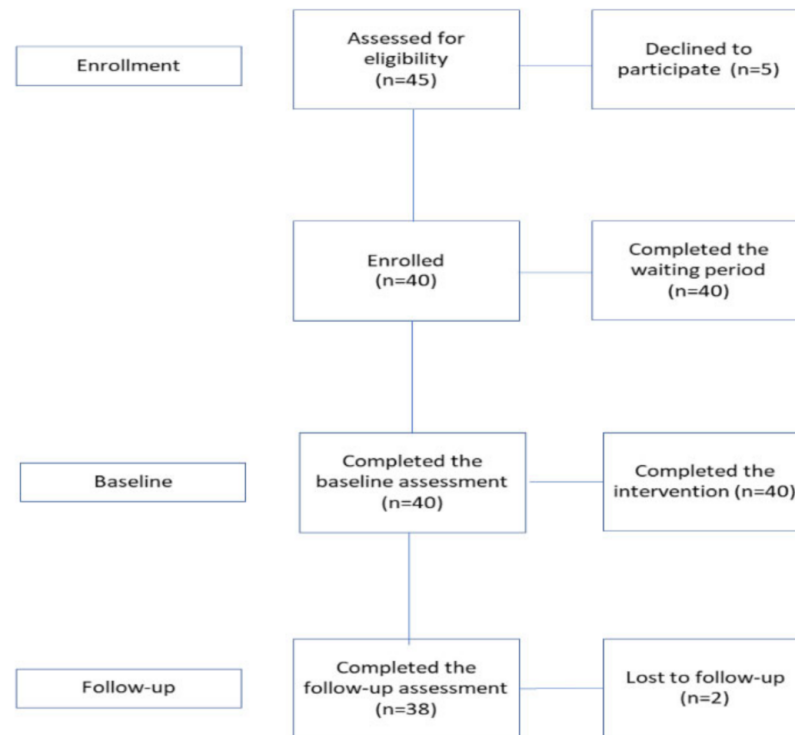 Enrollment
Assessed for
eligibility
(n=45)
Declined to
participate (n=5)
Enrolled
(n=40)
Completed the
waiting period
(n=40)
Baseline
Completed the
baseline assessment
(n=40)
Completed the
intervention (n=40)
Follow-up
Completed the
follow-up assessment
(n=38)
Lost to follow-up
(n=2)